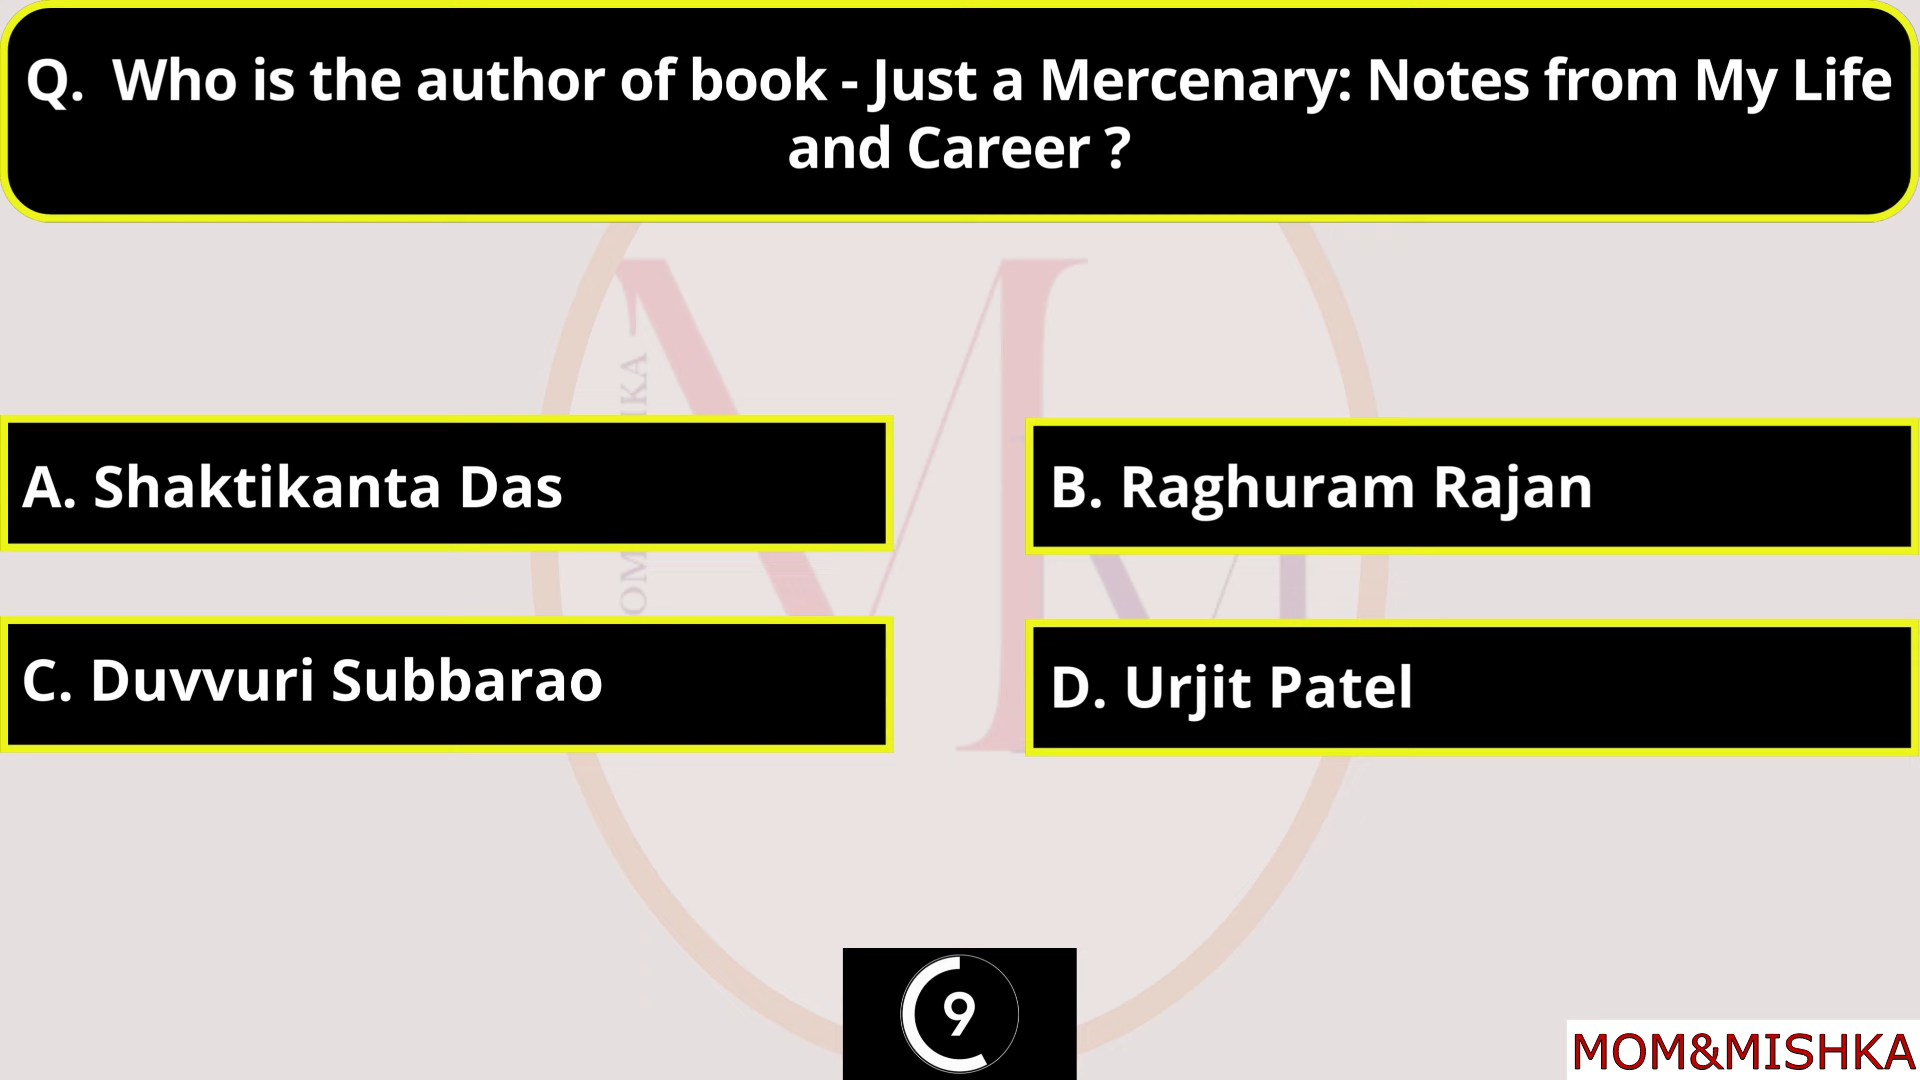 Q.  Who is the author of book - Just a Mercenary: Notes from My Life
and Career ?
A. Shaktikanta Das
B. Raghuram Rajan
C. Duvvuri Subbarao
D. Urjit Patel
9
MOM&MISHKA